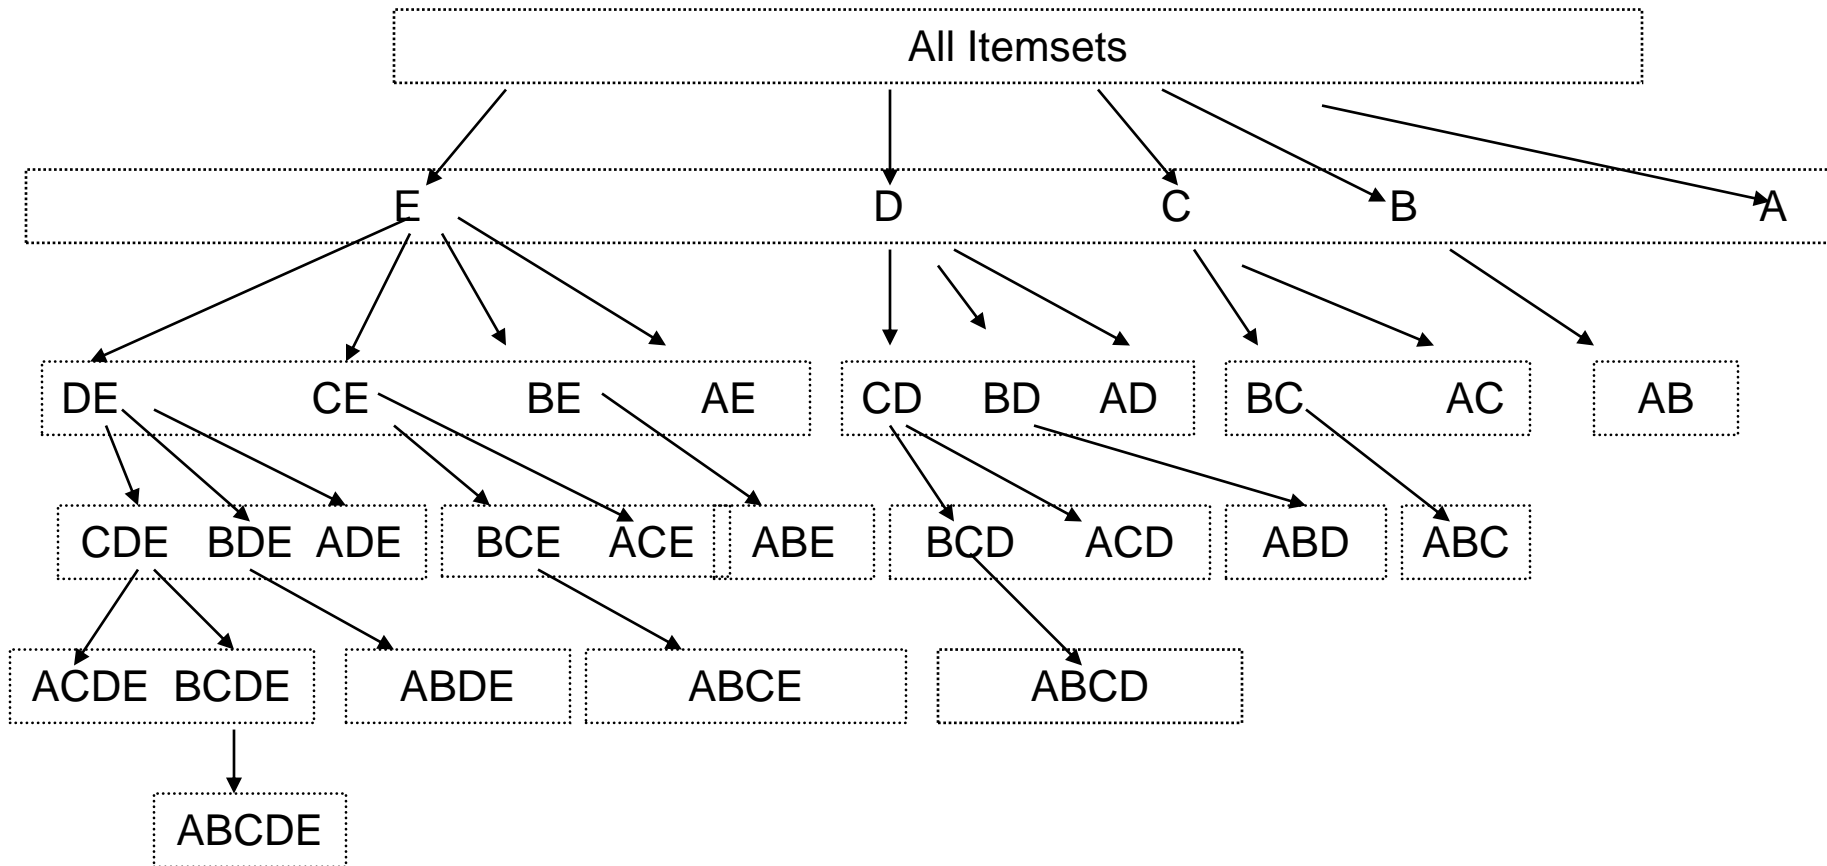 All Itemsets
E D C B A
DE CE BE AE CD BD AD BC AC AB
CDE BDE ADE BCE ACE ABE BCD ACD ABD ABC
ACDE BCDE ABDE ABCE ABCD
ABCDE